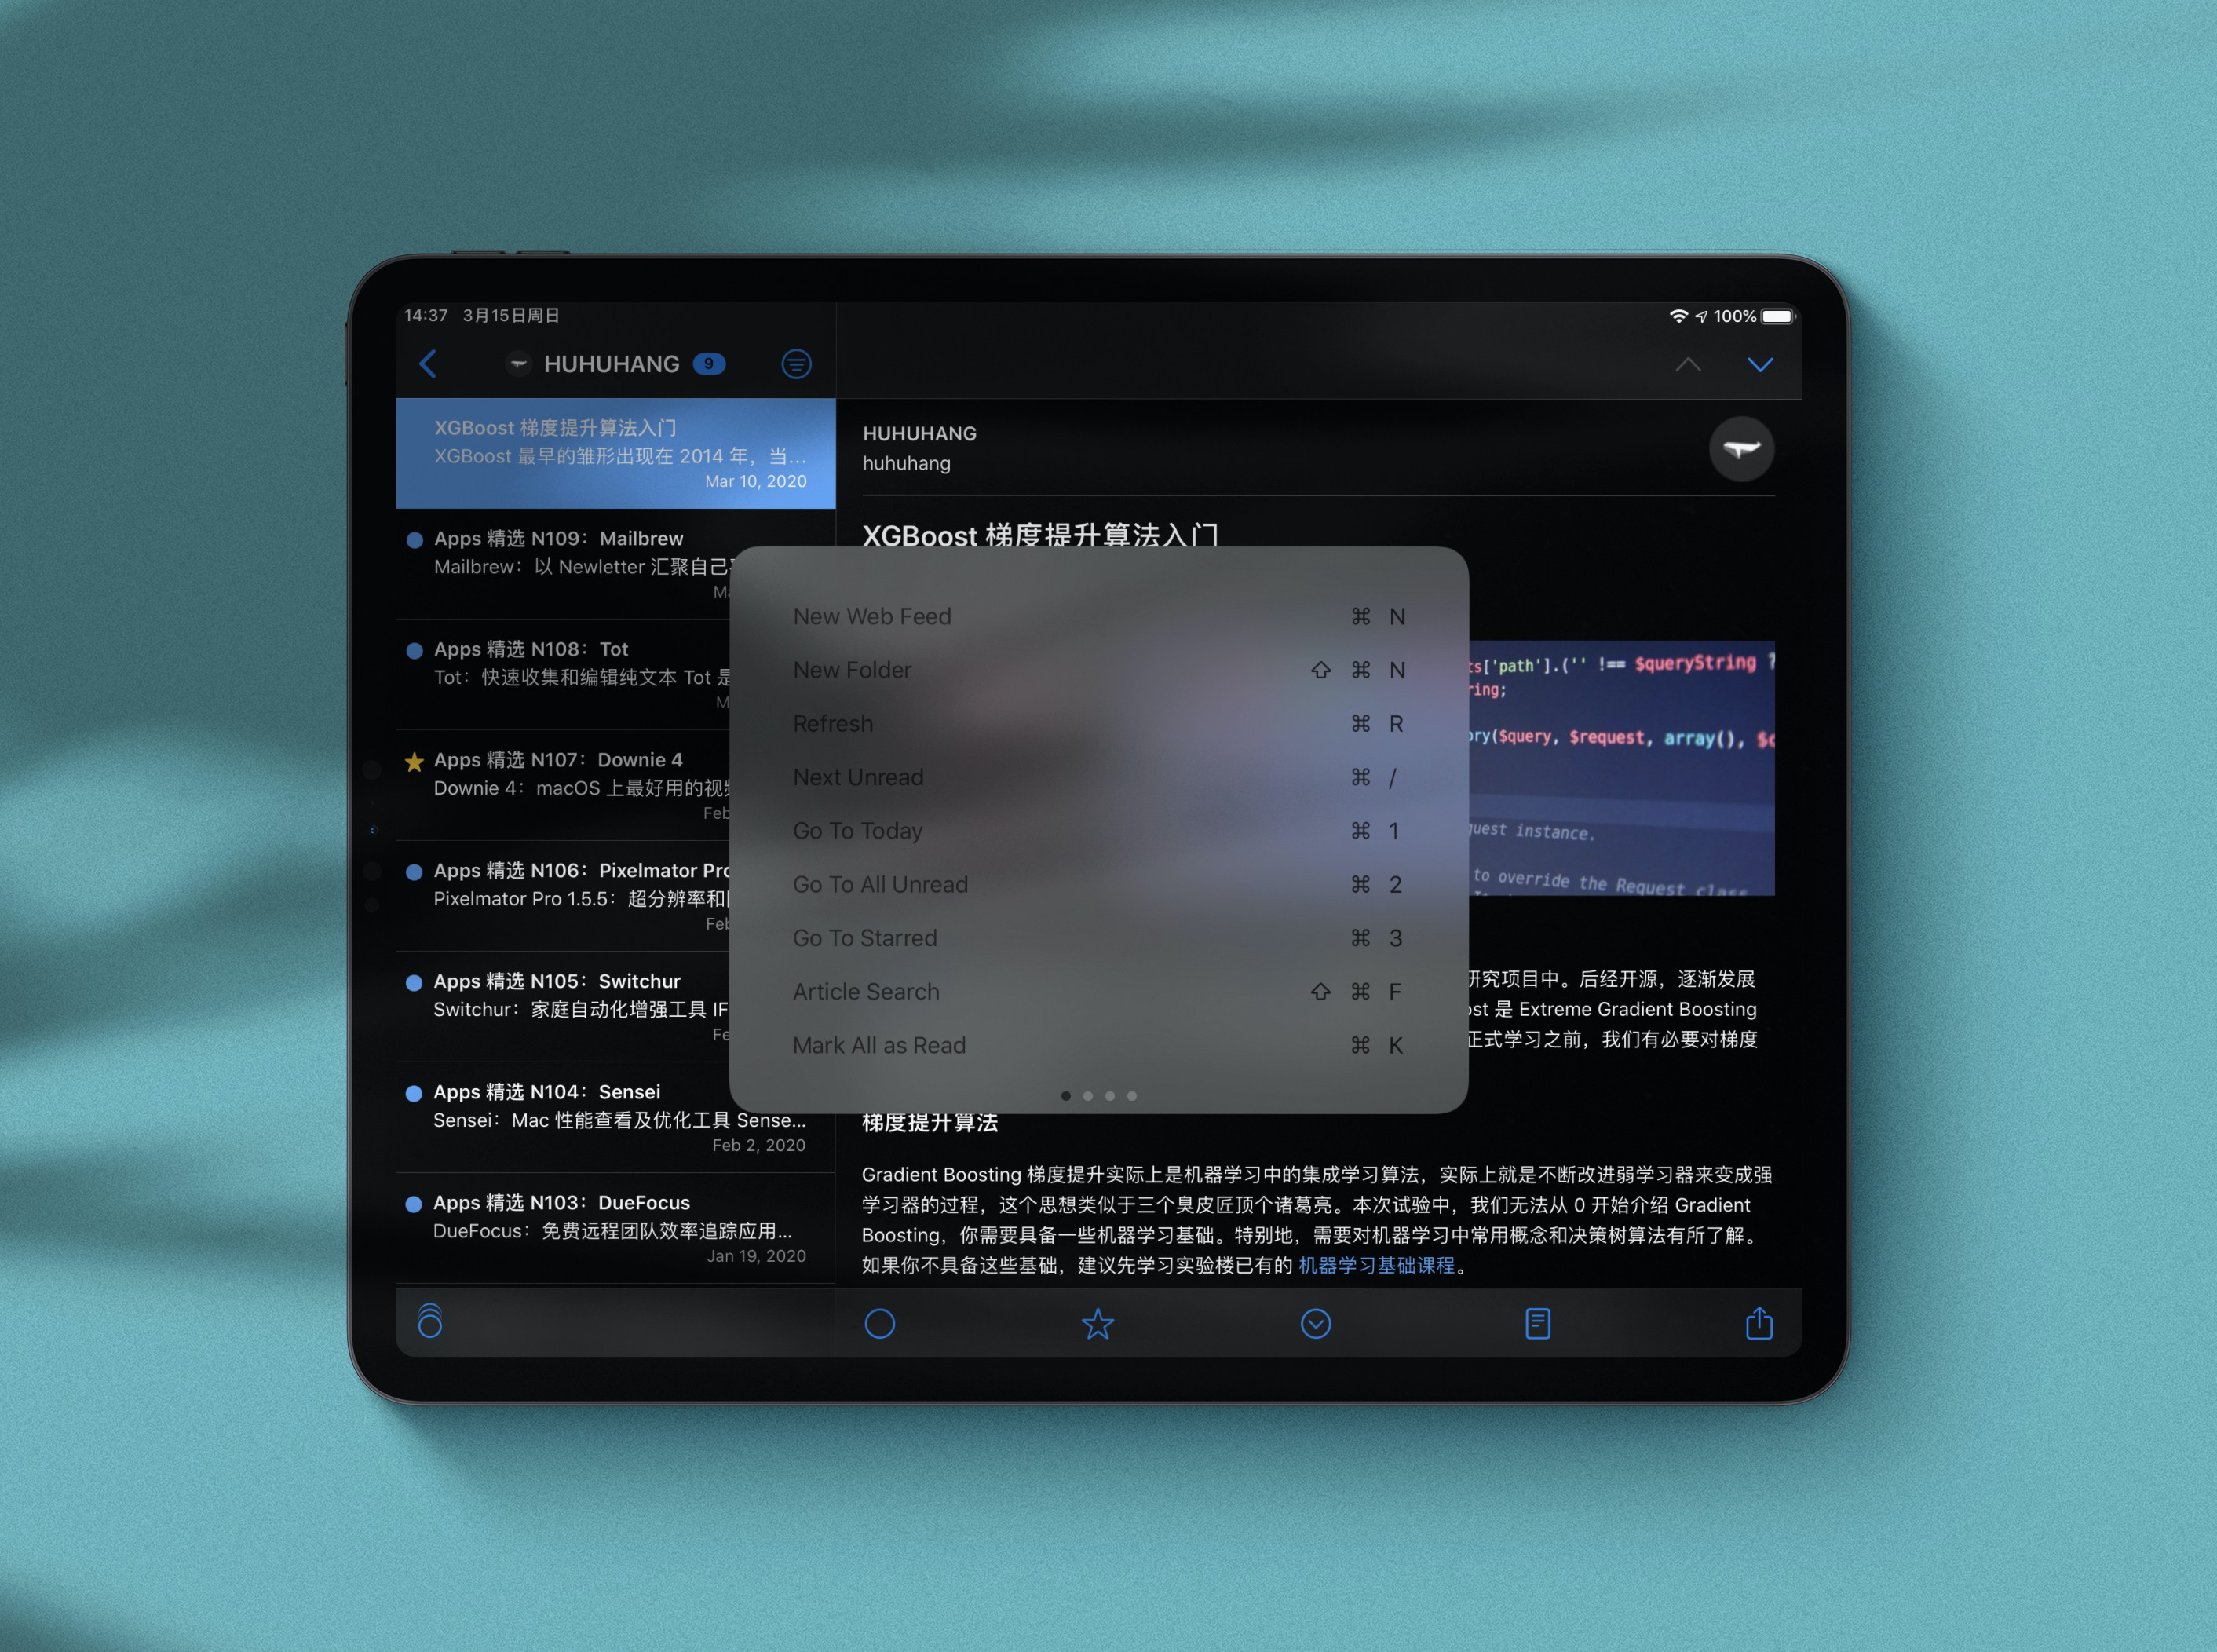 14:37 3月15日周日
100%
HUHUHANG 9
XGBoost 梯度提升算法入门
XGBoost 最早的雏形出现在 2014 年，当...
Mar 10, 2020
Apps 精选 N109：Mailbrew
Mailbrew：以 Newletter 汇聚自己
Apps 精选 N108：Tot
Tot：快速收集和编辑纯文本 Tot 是
Apps 精选 N107：Downie 4
Downie 4：macOS 上最好用的视频
Feb
Apps 精选 N106：Pixelmator Pro
Pixelmator Pro 1.5.5：超分辨率和
Feb
Apps 精选 N105：Switchur
Switchur：家庭自动化增强工具 IF
Fe
Apps 精选 N104：Sensei
Sensei：Mac 性能查看及优化工具 Sense...
Feb 2, 2020
Apps 精选 N103：DueFocus
DueFocus：免费远程团队效率追踪应用...
Jan 19, 2020
HUHUHANG
huhuhang
XGBoost 梯度提升算法入门
New Web Feed ⌘ N
New Folder ⇧ ⌘ N
Refresh ⌘ R
Next Unread ⌘ /
Go To Today ⌘ 1
Go To All Unread ⌘ 2
Go To Starred ⌘ 3
Article Search ⇧ ⌘ F
Mark All as Read ⌘ K
ts['path'].('' !== $queryString ?
ring;
ory($query, $request, array(), $c
quest instance.
to override the Request class
研究项目中。后经开源，逐渐发展
ost 是 Extreme Gradient Boosting
正式学习之前，我们有必要对梯度
梯度提升算法
Gradient Boosting 梯度提升实际上是机器学习中的集成学习算法，实际上就是不断改进弱学习器来变成强
学习器的过程，这个思想类似于三个臭皮匠顶个诸葛亮。本次试验中，我们无法从 0 开始介绍 Gradient
Boosting，你需要具备一些机器学习基础。特别地，需要对机器学习中常用概念和决策树算法有所了解。
如果你不具备这些基础，建议先学习实验楼已有的 机器学习基础课程。